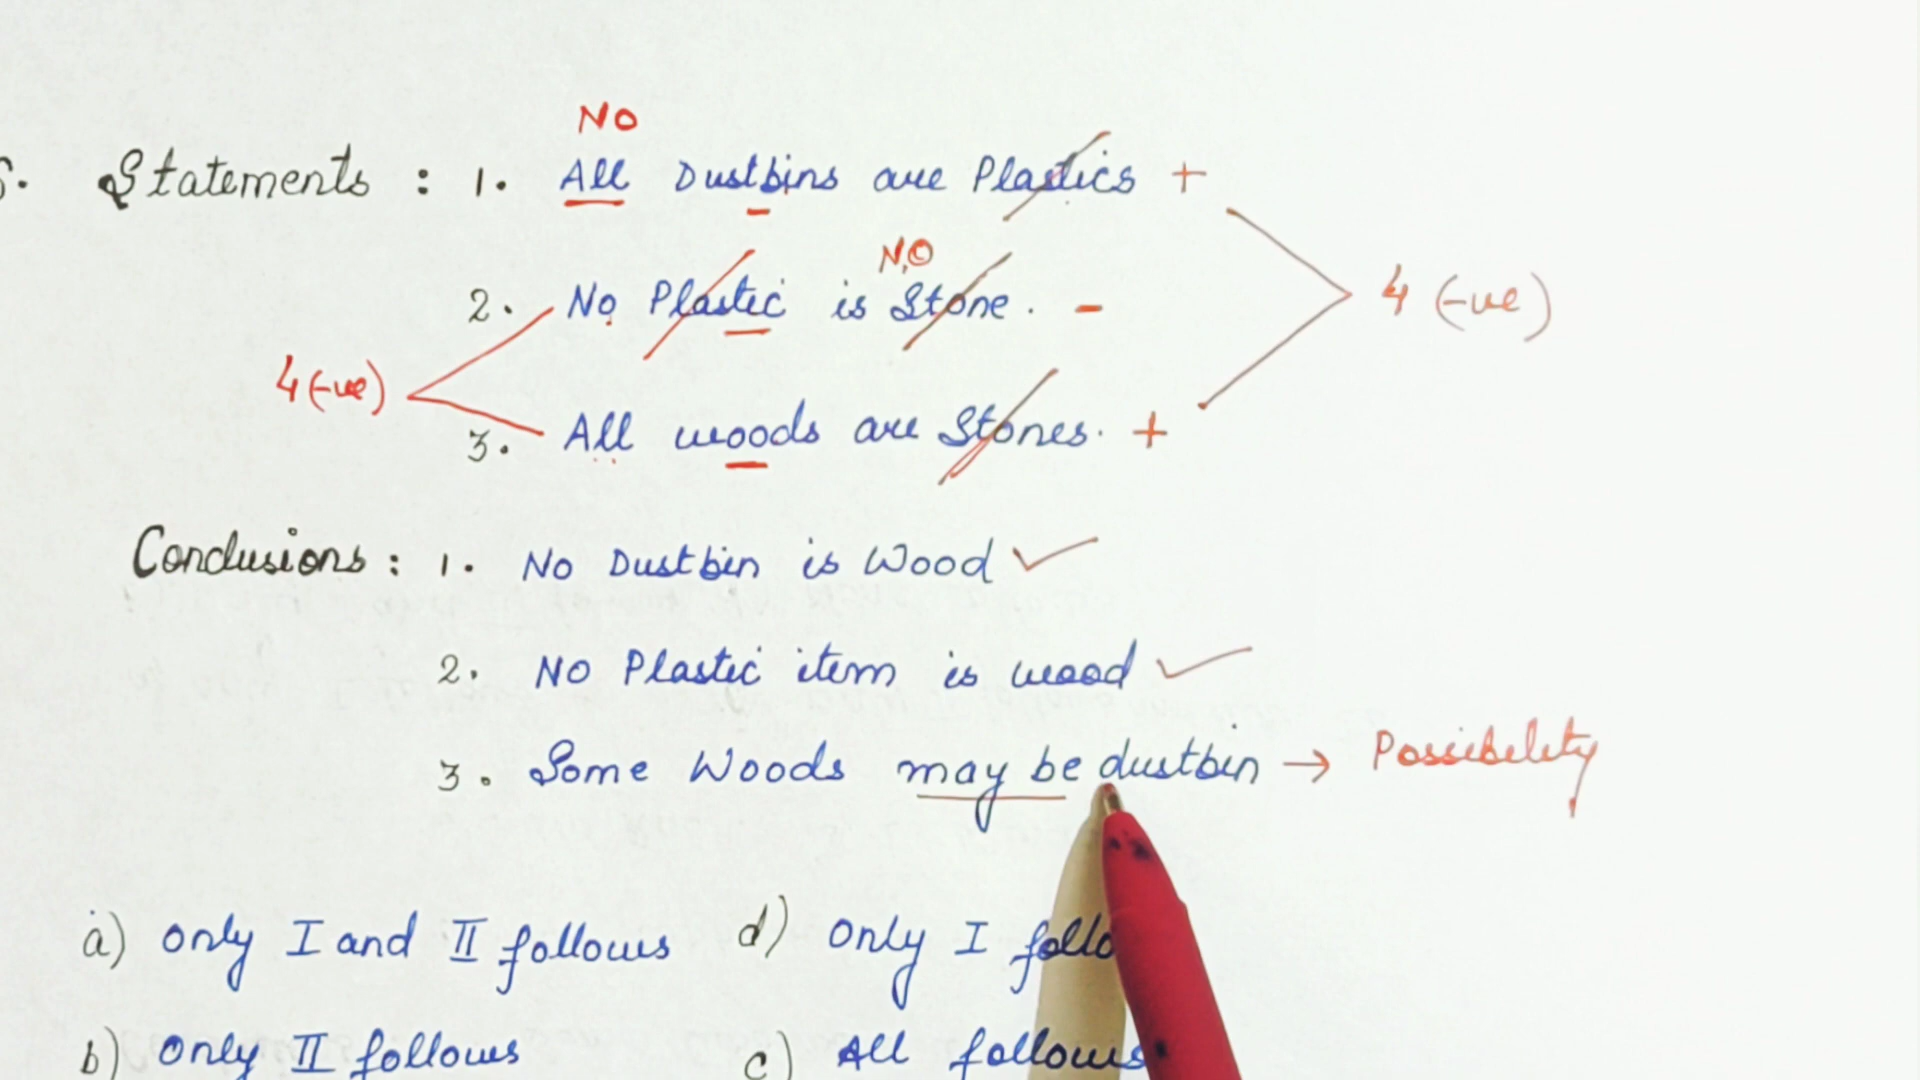 NO
Statements : 1. All Dustbins are Plastics +
NO
2. No Plastic is Stone. - 4 (-ve)
4 (-ve)
3. All woods are Stones. +
Conclusions : 1. No Dustbin is Wood ✓
2. No Plastic item is wood ✓
3. Some Woods may be dustbin → Possibility
a) only I and II follows d) only I follo
b) only II follows c) All follows